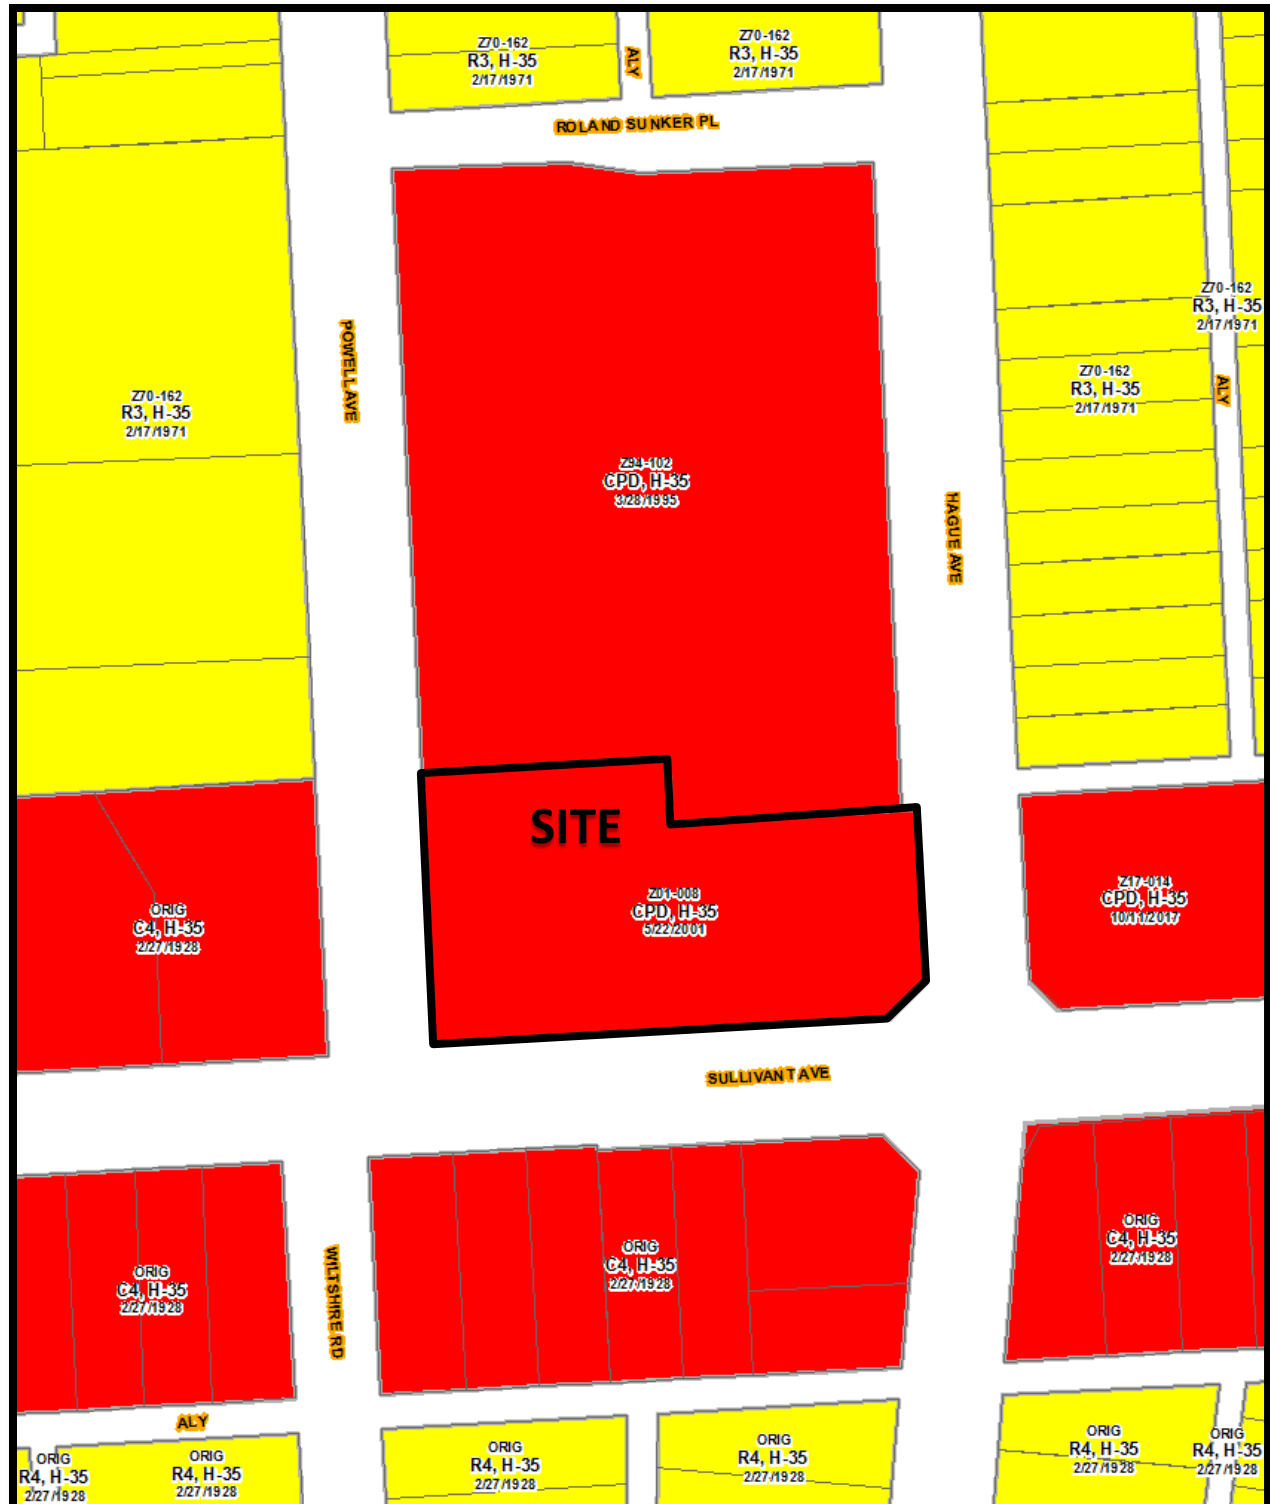 Z70-162
R3, H-35
2/17/1971
ALY
Z70-162
R3, H-35
2/17/1971
ROLAND SUNKER PL
POWELL AVE
Z70-162
R3, H-35
2/17/1971
Z70-162
R3, H-35
2/17/1971
Z70-162
R3, H-35
2/17/1971
ALY
Z94-102
CPD, H-35
3/28/1995
HAGUE AVE
SITE
Z01-008
CPD, H-35
5/22/2001
ORIG
C4, H-35
2/27/1928
Z17-014
CPD, H-35
10/11/2017
SULLIVANT AVE
ORIG
C4, H-35
2/27/1928
WILTSHIRE RD
ORIG
C4, H-35
2/27/1928
ORIG
C4, H-35
2/27/1928
ALY
ORIG
R4, H-35
2/27/1928
ORIG
R4, H-35
2/27/1928
ORIG
R4, H-35
2/27/1928
ORIG
R4, H-35
2/27/1928
ORIG
R4, H-35
2/27/1928
ORIG
R4, H-35
2/27/1928